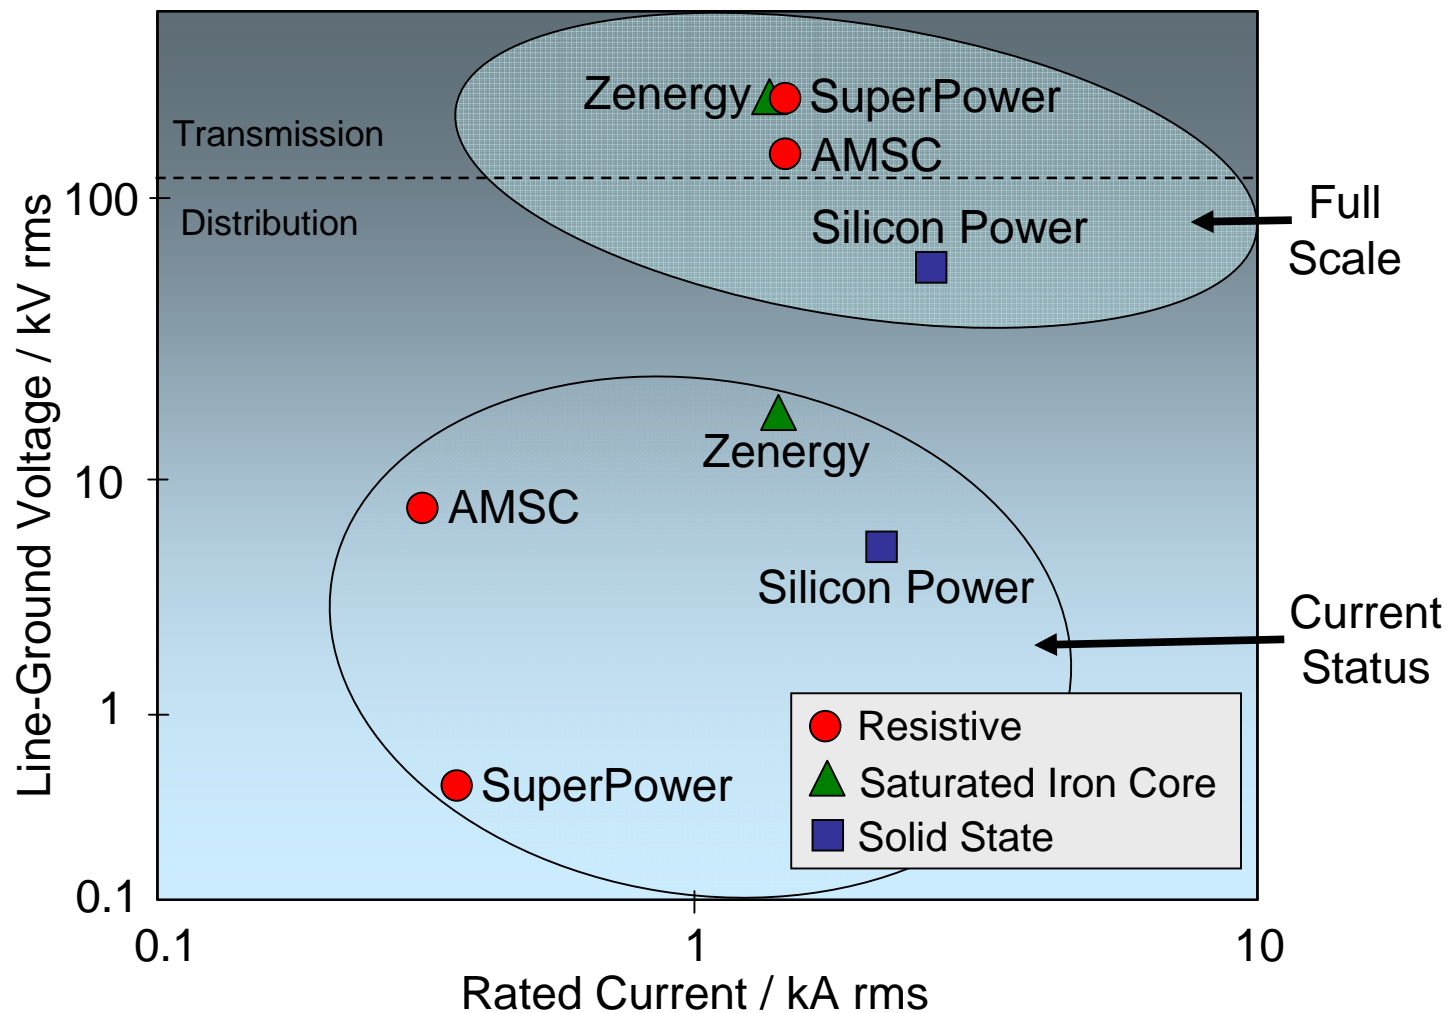 Zenergy
SuperPower
Transmission
AMSC
100
Distribution
Silicon Power
Full
Scale
Line-Ground Voltage / kV rms
Zenergy
10
AMSC
Silicon Power
Current
Status
1
Resistive
SuperPower
Saturated Iron Core
Solid State
0.1
0.1
1
10
Rated Current / kA rms